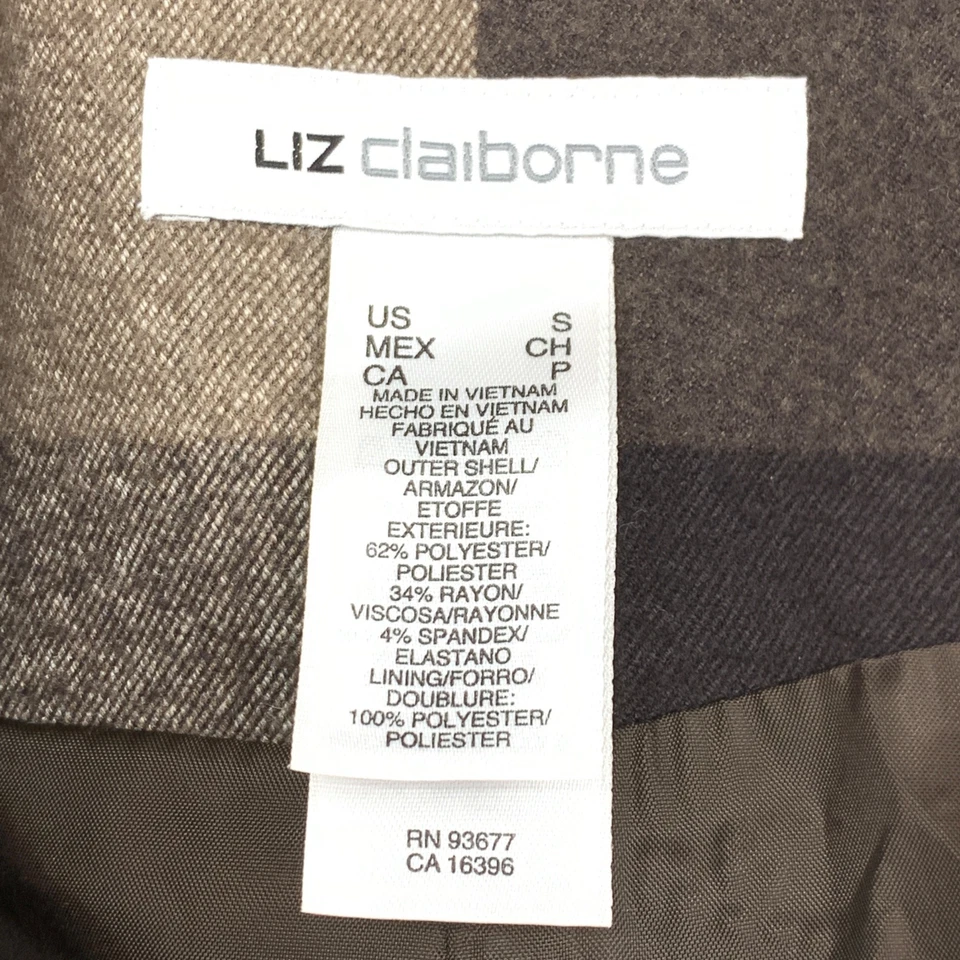 LIZ claiborne
US S
MEX CH
CA P
MADE IN VIETNAM
HECHO EN VIETNAM
FABRIQUÉ AU
VIETNAM
OUTER SHELL/
ARMAZON/
ETOFFE
EXTERIEURE:
62% POLYESTER/
POLIESTER
34% RAYON/
VISCOSA/RAYONNE
4% SPANDEX/
ELASTANO
LINING/FORRO/
DOUBLURE:
100% POLYESTER/
POLIESTER
RN 93677
CA 16396